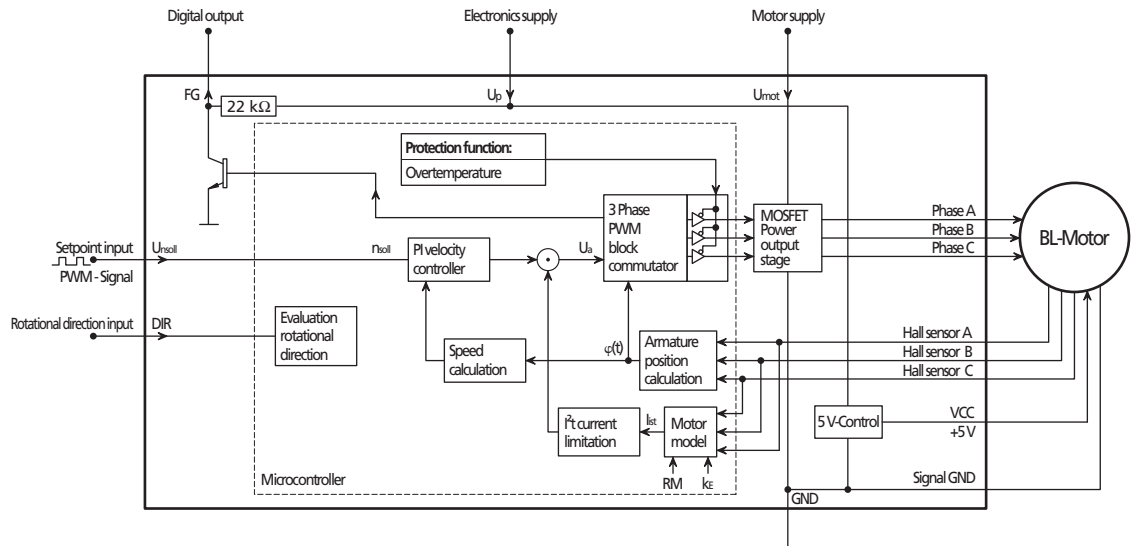 Digital output
Electronics supply
Motor supply
FG
22 kΩ
Up
Umot
Protection function:
Overtemperature
3 Phase
PWM
block
commutator
MOSFET
Power
output
stage
Phase A
Phase B
Phase C
BL-Motor
Setpoint input
PWM - Signal
Unsoll
nsoll
PI velocity
controller
Ua
Rotational direction input
DIR
Evaluation
rotational
direction
Speed
calculation
φ(t)
Armature
position
calculation
Hall sensor A
Hall sensor B
Hall sensor C
I²t current
limitation
Iist
Motor
model
5 V-Control
VCC
+5 V
Microcontroller
RM
kE
GND
Signal GND